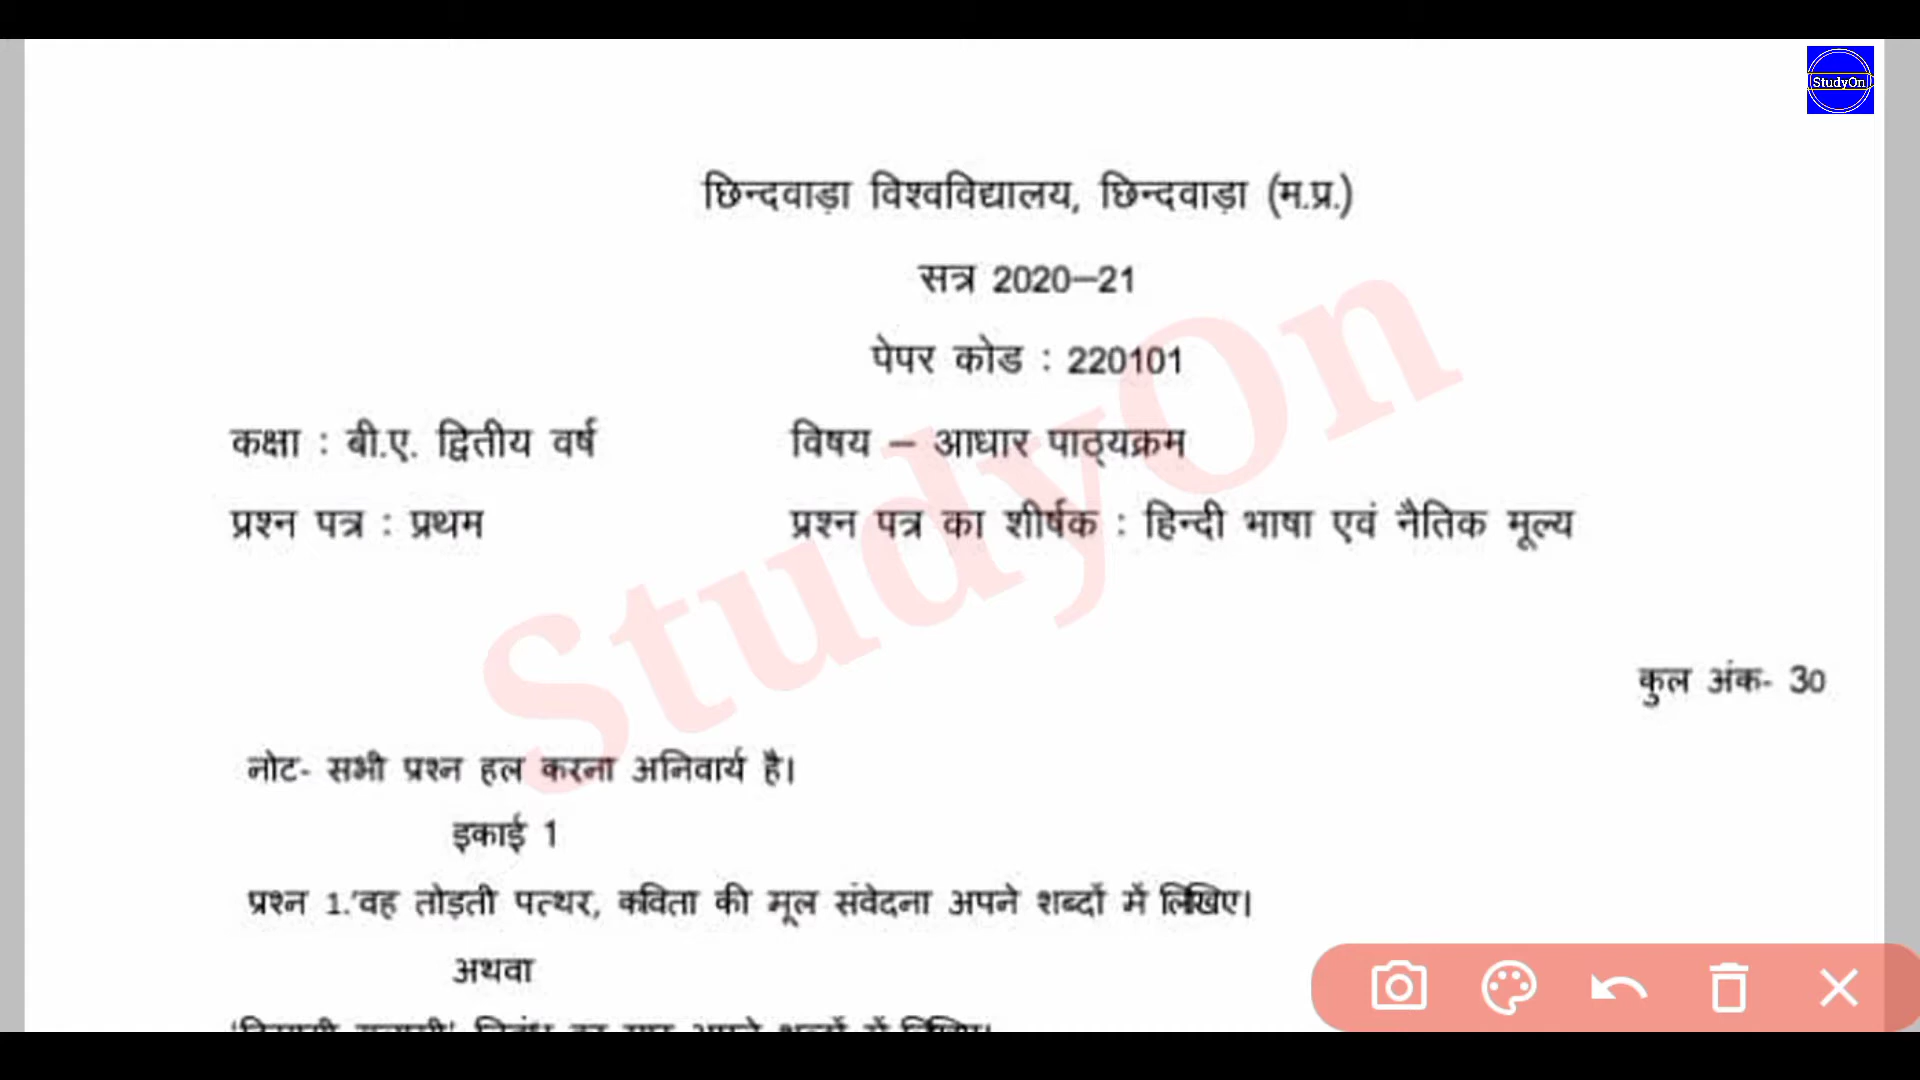 StudyOn
छिन्दवाड़ा विश्वविद्यालय, छिन्दवाड़ा (म.प्र.)
सत्र 2020–21
पेपर कोड : 220101
कक्षा : बी.ए. द्वितीय वर्ष विषय – आधार पाठ्यक्रम
प्रश्न पत्र : प्रथम प्रश्न पत्र का शीर्षक : हिन्दी भाषा एवं नैतिक मूल्य
StudyOn
कुल अंक- 30
नोट- सभी प्रश्न हल करना अनिवार्य है।
इकाई 1
प्रश्न 1.'वह तोड़ती पत्थर, कविता की मूल संवेदना अपने शब्दों में लिखिए।
अथवा